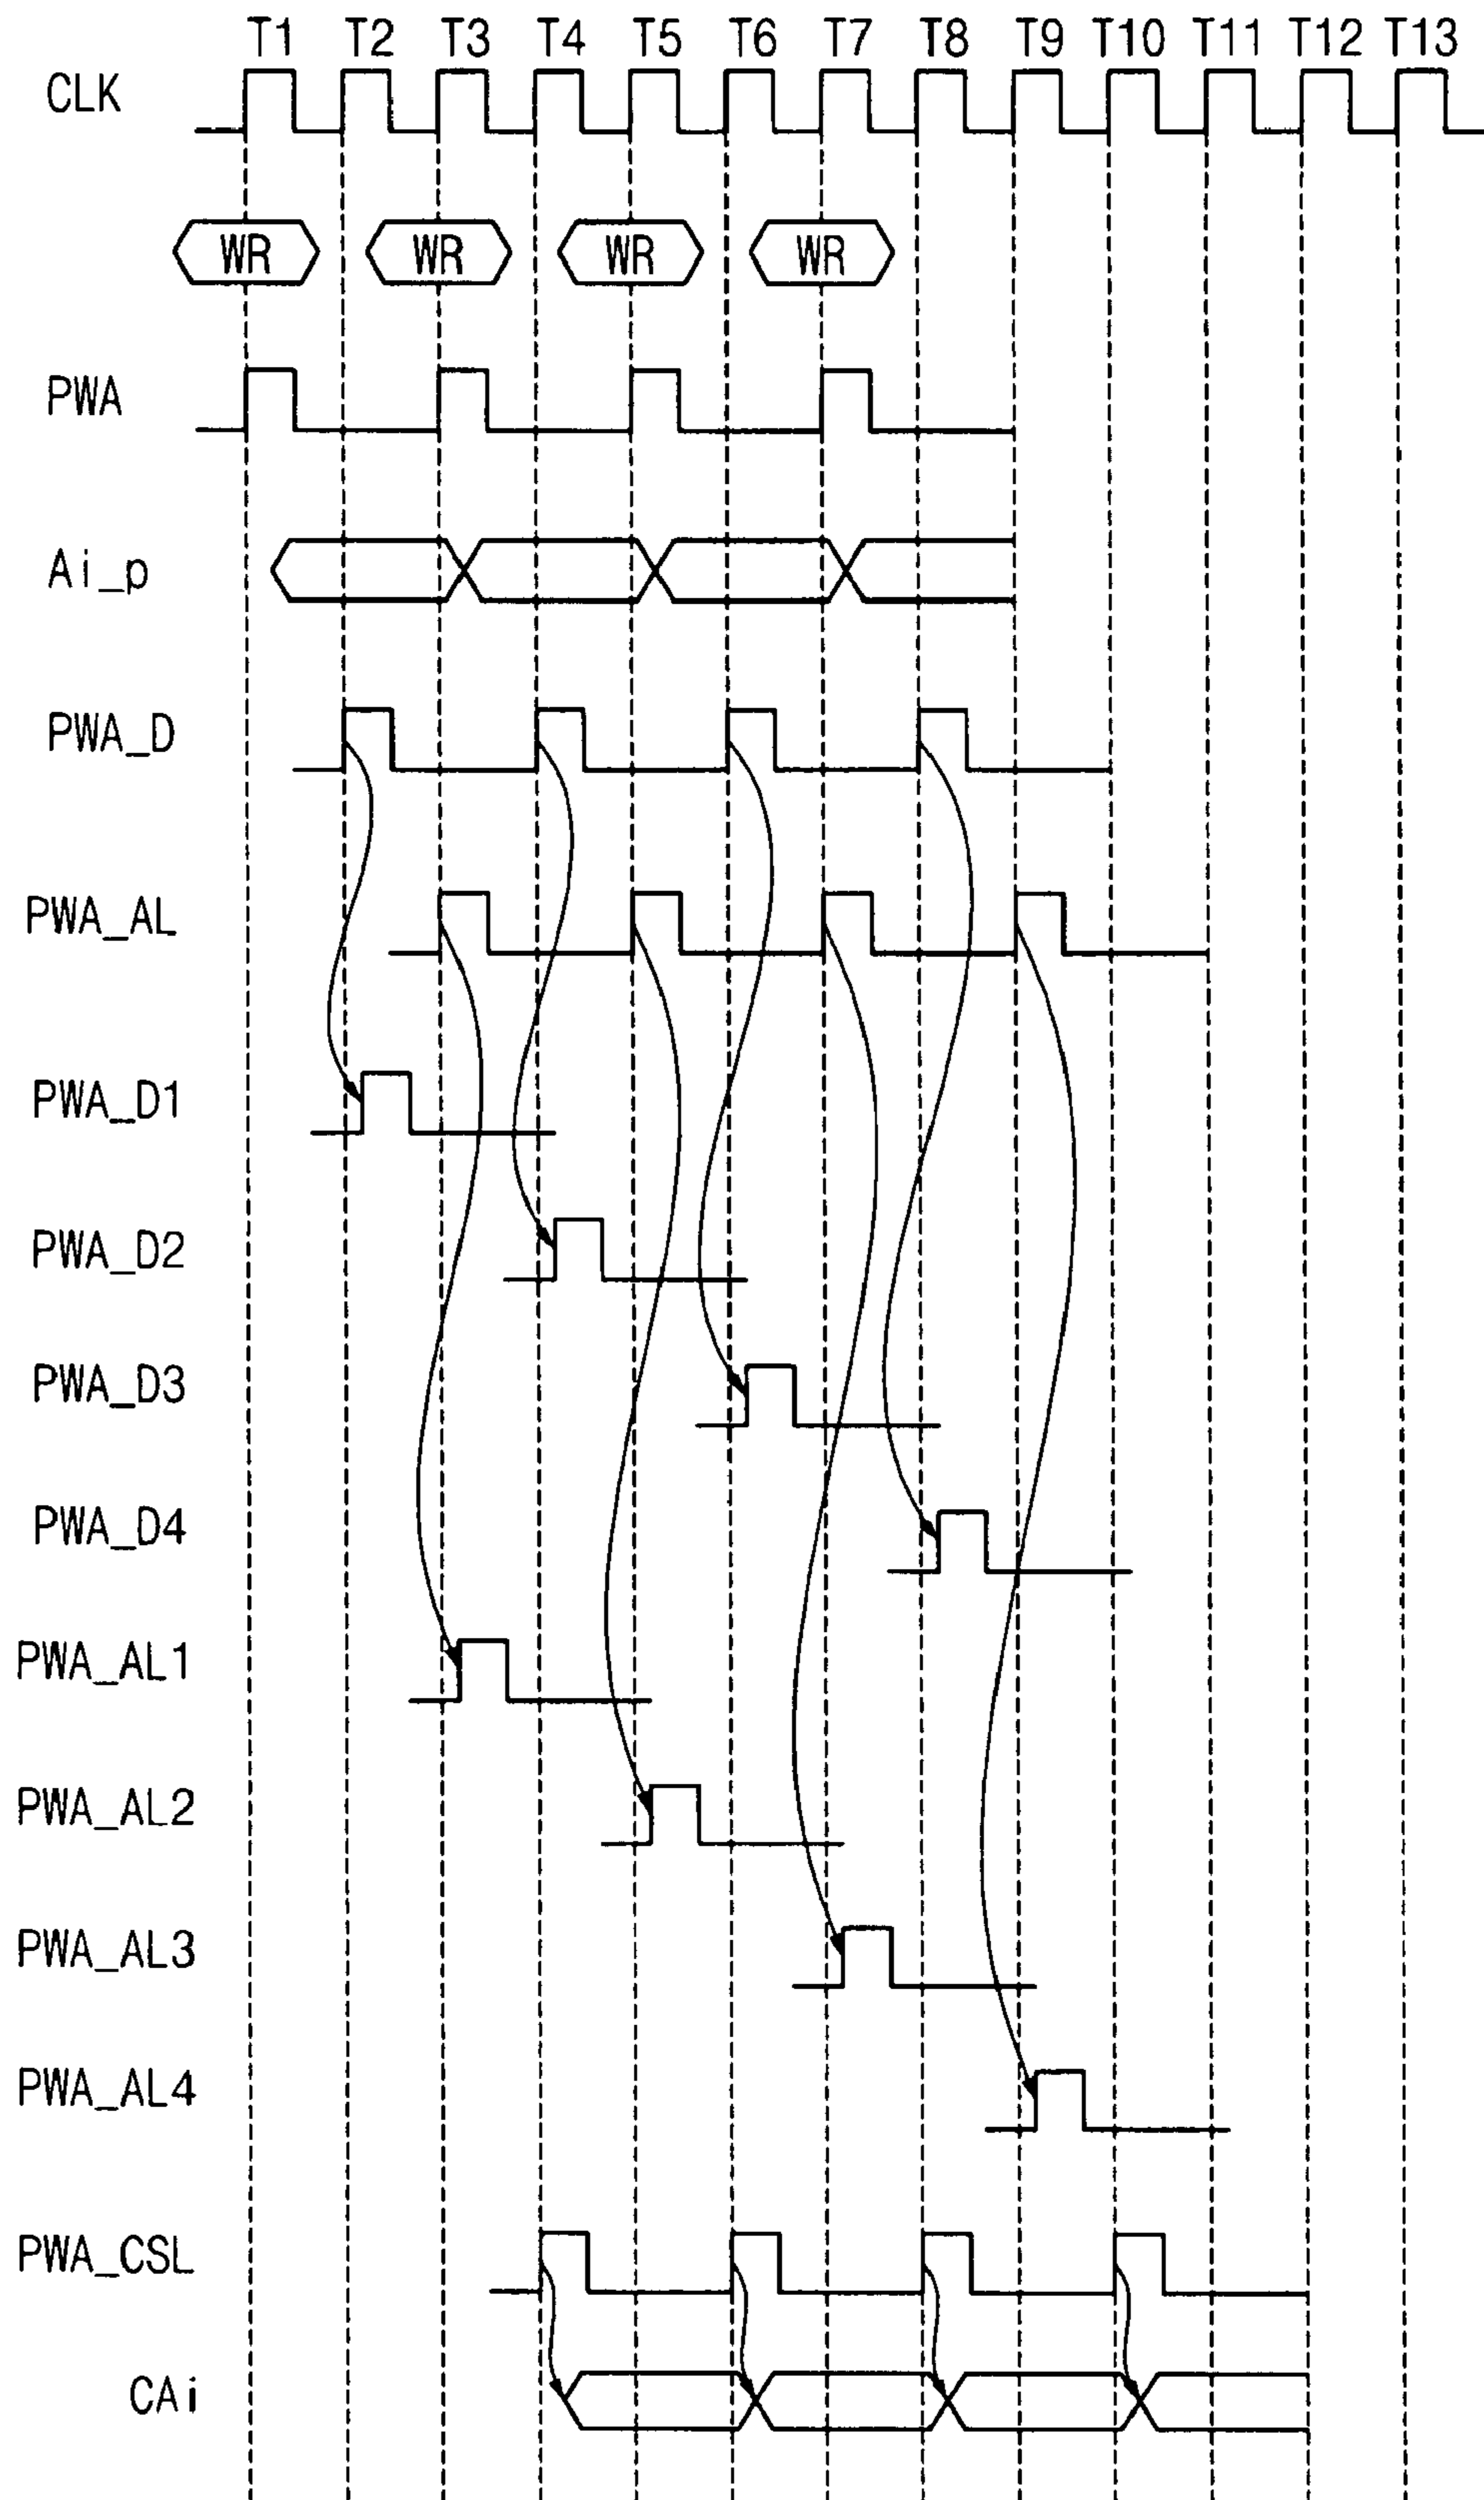 T1 T2 T3 T4 T5 T6 T7 T8 T9 T10 T11 T12 T13
CLK
WR WR WR WR
PWA
Ai_p
PWA_D
PWA_AL
PWA_D1
PWA_D2
PWA_D3
PWA_D4
PWA_AL1
PWA_AL2
PWA_AL3
PWA_AL4
PWA_CSL
CAi